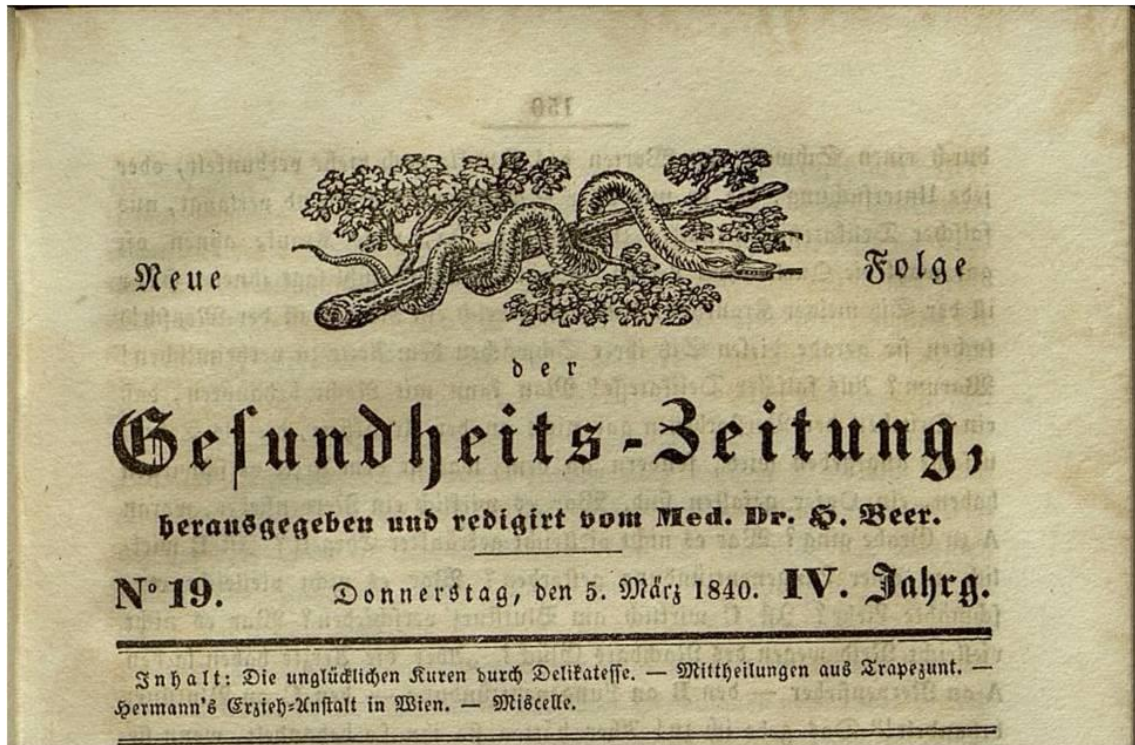 Neue Folge
der
Gesundheits-Zeitung,
herausgegeben und redigirt vom Med. Dr. H. Beer.
No 19. Donnerstag, den 5. März 1840. IV. Jahrg.
Inhalt: Die unglücklichen Kuren durch Delikatesse. — Mittheilungen aus Trapezunt. —
Hermann's Erzieh-Anstalt in Wien. — Miscelle.